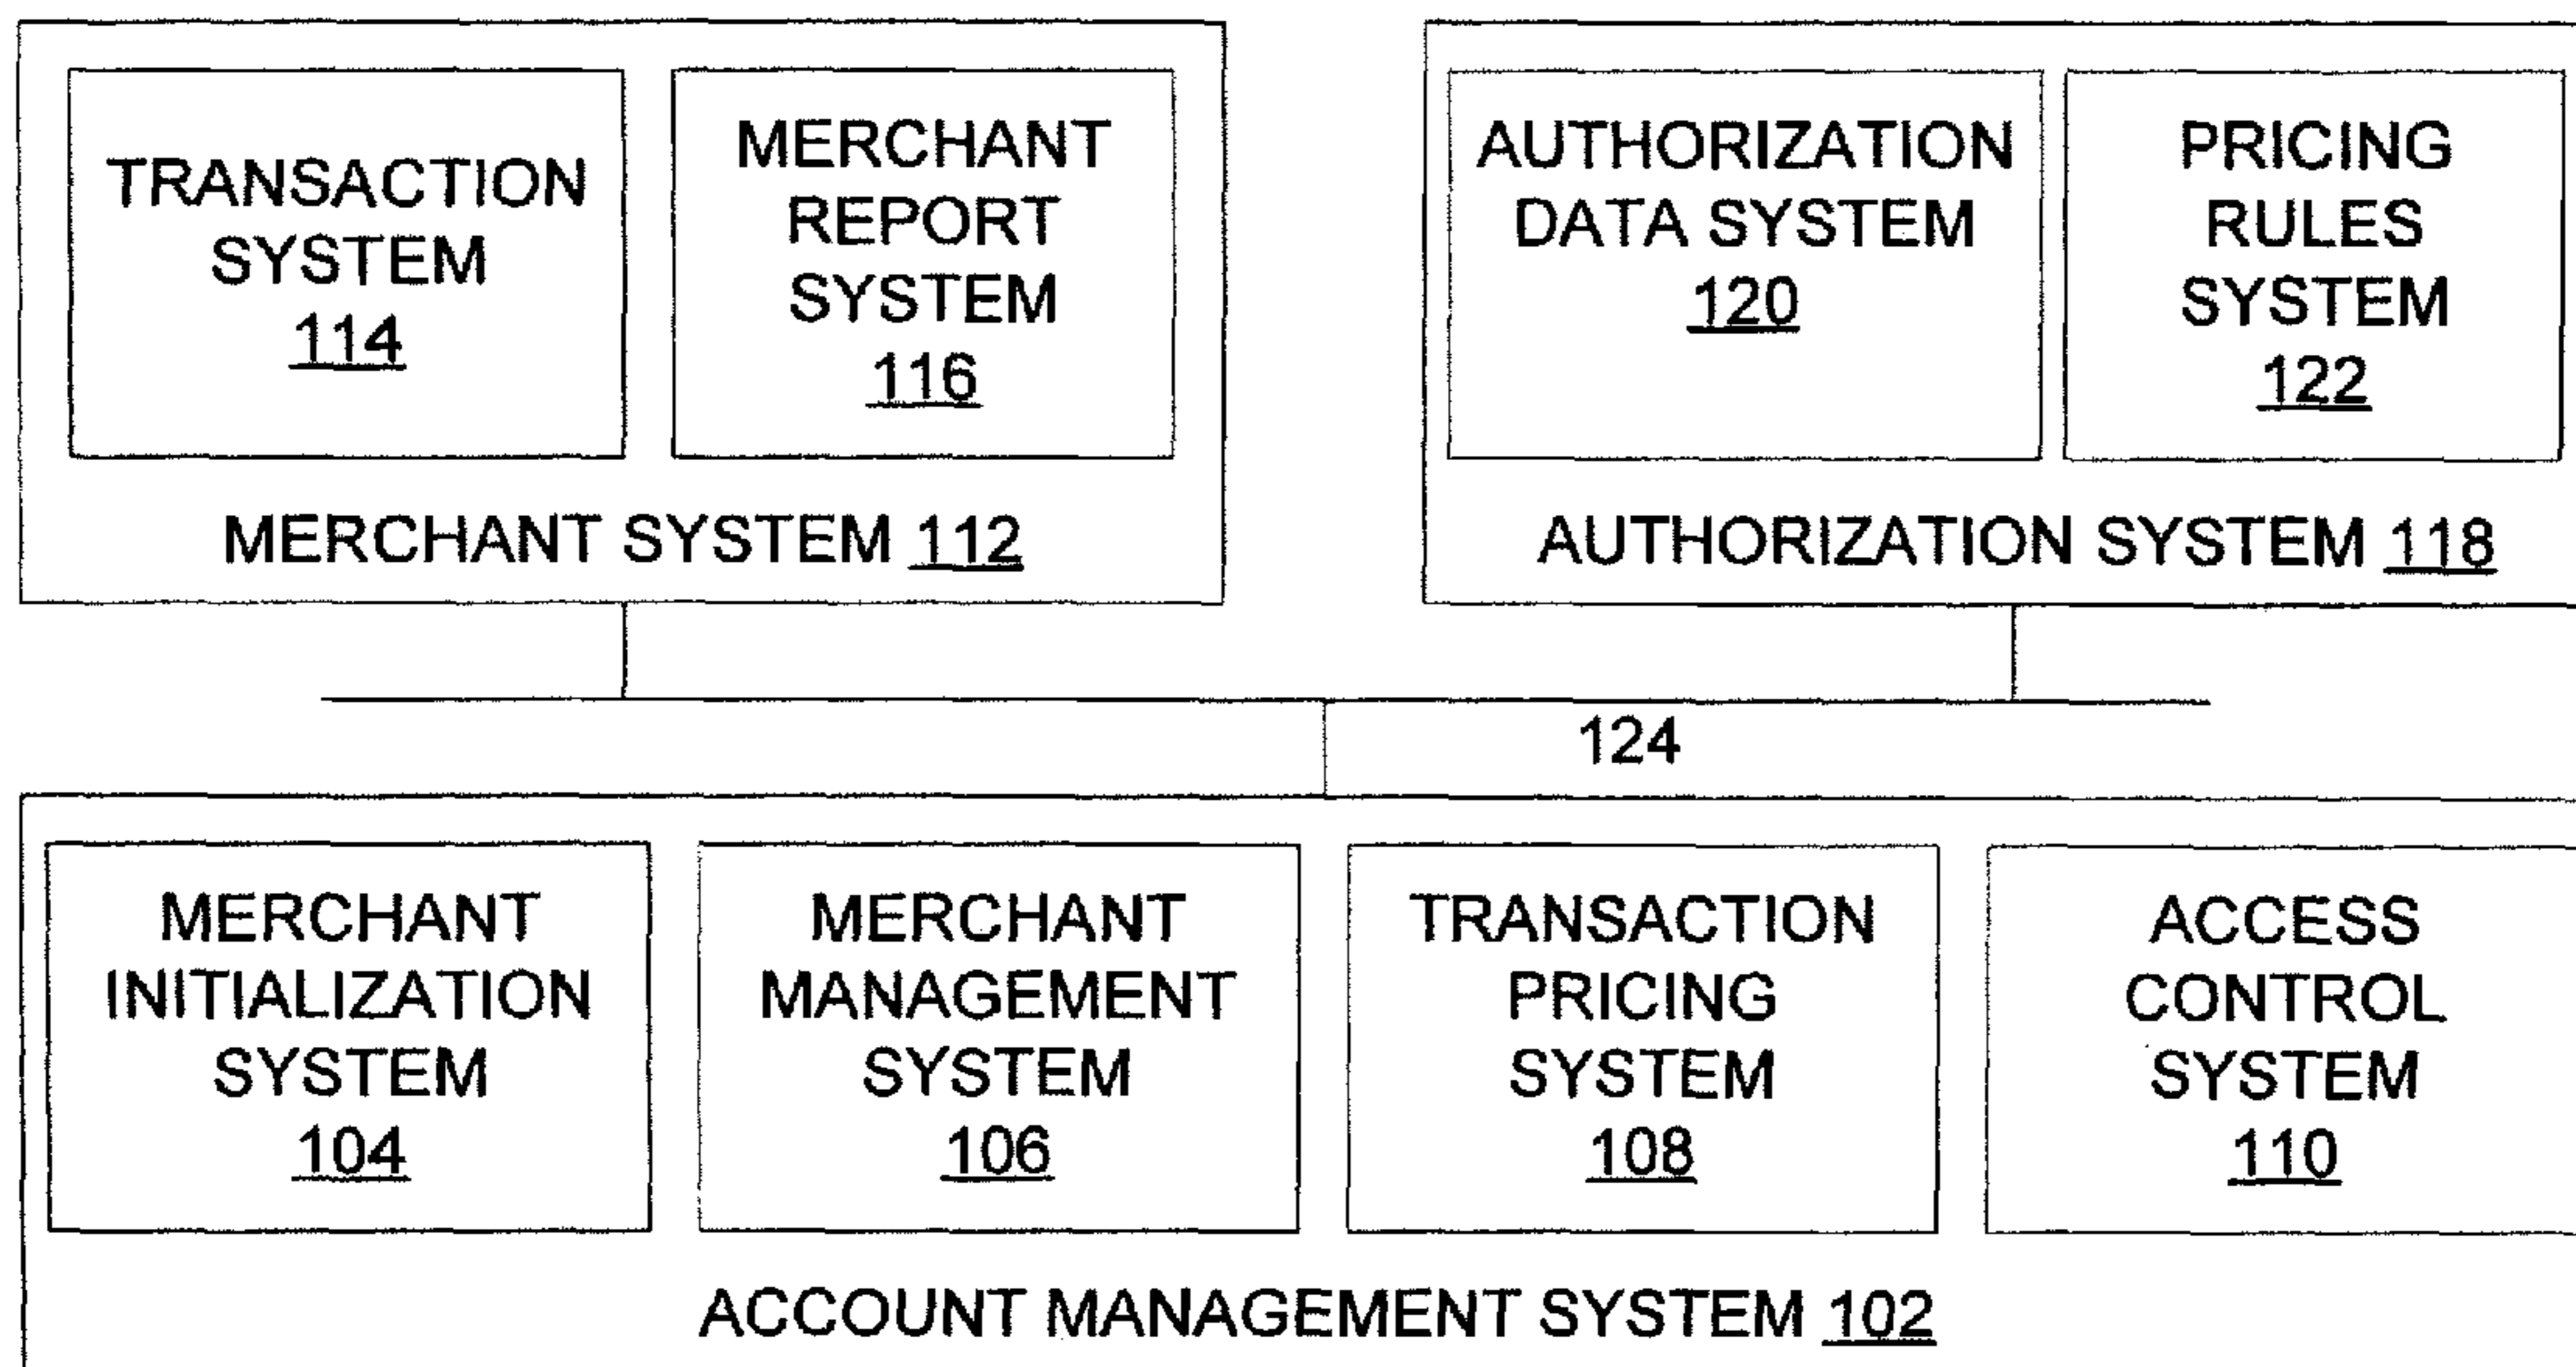 TRANSACTION
SYSTEM
114
MERCHANT
REPORT
SYSTEM
116
MERCHANT SYSTEM 112
AUTHORIZATION
DATA SYSTEM
120
PRICING
RULES
SYSTEM
122
AUTHORIZATION SYSTEM 118
124
MERCHANT
INITIALIZATION
SYSTEM
104
MERCHANT
MANAGEMENT
SYSTEM
106
TRANSACTION
PRICING
SYSTEM
108
ACCESS
CONTROL
SYSTEM
110
ACCOUNT MANAGEMENT SYSTEM 102